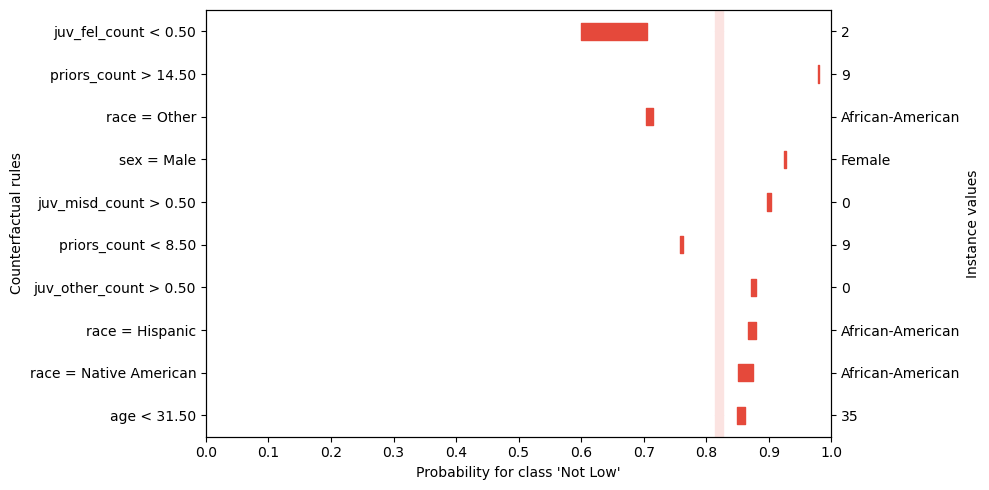 juv_fel_count < 0.50 2
priors_count > 14.50 9
race = Other African-American
sex = Male Female
juv_misd_count > 0.50 0
priors_count < 8.50 9
juv_other_count > 0.50 0
race = Hispanic African-American
race = Native American African-American
age < 31.50 35
Counterfactual rules
Instance values
0.0 0.1 0.2 0.3 0.4 0.5 0.6 0.7 0.8 0.9 1.0
Probability for class 'Not Low'